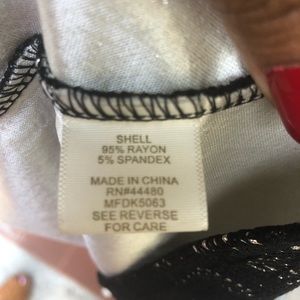 SHELL
95% RAYON
5% SPANDEX
MADE IN CHINA
RN#44480
MFDK5063
SEE REVERSE
FOR CARE